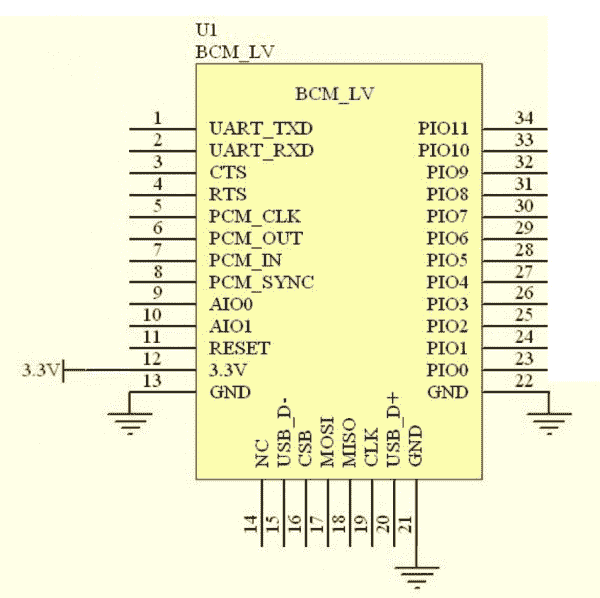 U1
BCM_LV
BCM_LV
1 UART_TXD PIO11 34
2 UART_RXD PIO10 33
3 CTS PIO9 32
4 RTS PIO8 31
5 PCM_CLK PIO7 30
6 PCM_OUT PIO6 29
7 PCM_IN PIO5 28
8 PCM_SYNC PIO4 27
9 AIO0 PIO3 26
10 AIO1 PIO2 25
11 RESET PIO1 24
3.3V 12 3.3V PIO0 23
13 GND GND 22
NC USB_D- CSB MOSI MISO CLK USB_D+ GND
14 15 16 17 18 19 20 21